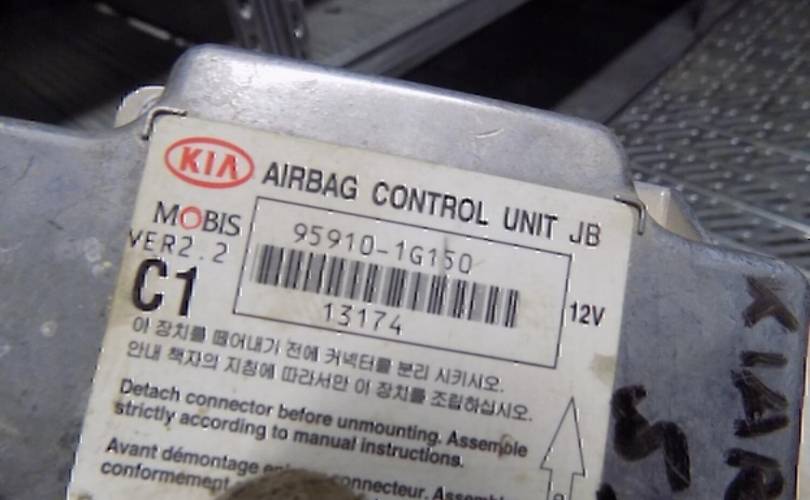 KIA AIRBAG CONTROL UNIT JB
MOBIS
VER2.2
C1
95910-1G150
13174
12V
이 장치를 떼어내기 전에 커넥터를 분리 시키시오.
안내 책자의 지침에 따라서만 이 장치를 조립하십시오.
Detach connector before unmounting. Assemble
strictly according to manual instructions.
Avant démontage connecteur.
conformément
KIA